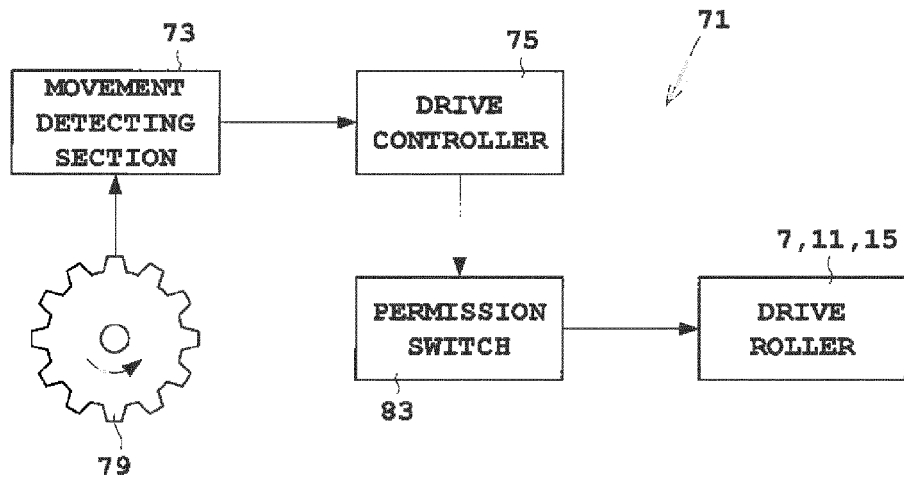 73
75
71
MOVEMENT
DETECTING
SECTION
DRIVE
CONTROLLER
7,11,15
PERMISSION
SWITCH
DRIVE
ROLLER
83
79